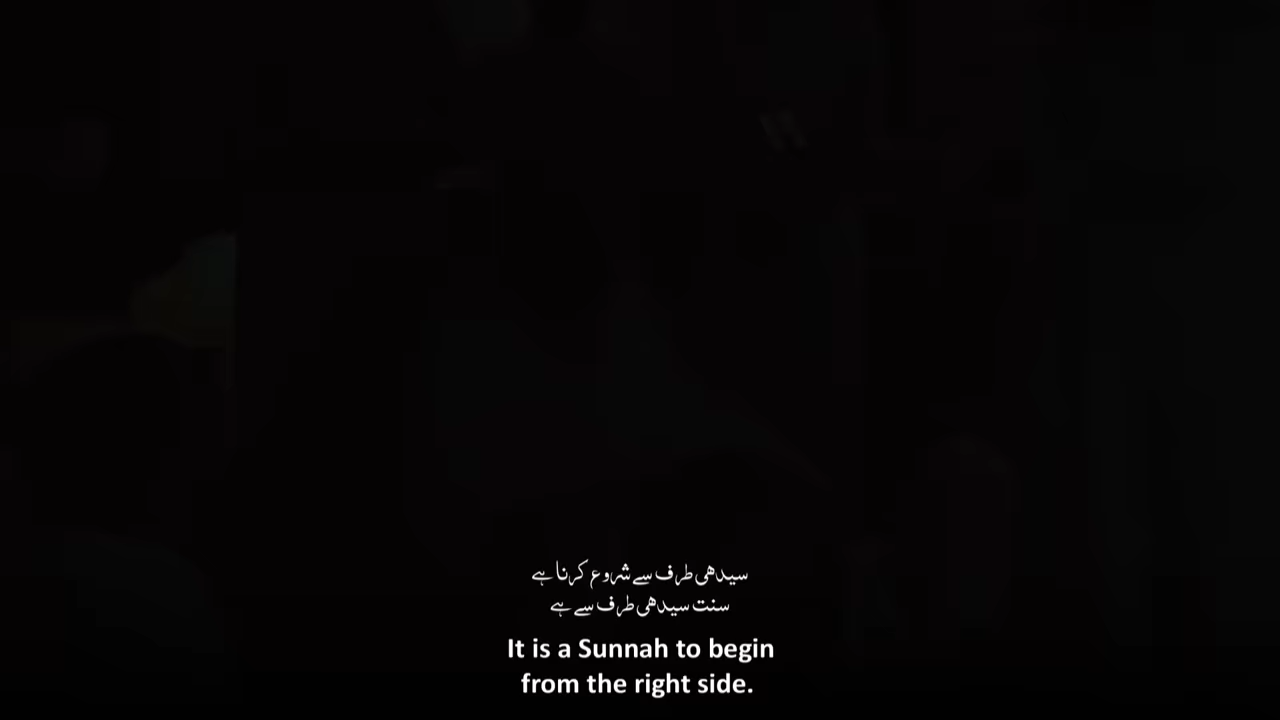 سیدھی طرف سے شروع کرنا ہے
سنت سیدھی طرف سے ہے
It is a Sunnah to begin
from the right side.